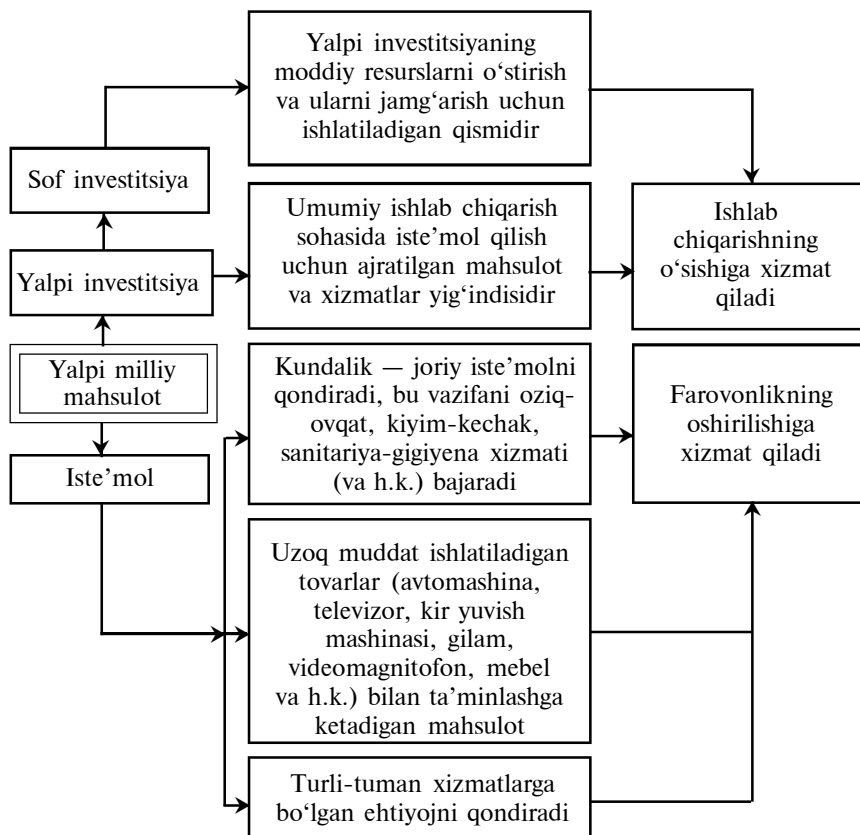 Yalpi investitsiyaning
moddiy resurslarni o‘stirish
va ularni jamg‘arish uchun
ishlatiladigan qismidir
Sof investitsiya
Umumiy ishlab chiqarish
sohasida iste’mol qilish
uchun ajratilgan mahsulot
va xizmatlar yig‘indisidir
Ishlab
chiqarishning
o‘sishiga xizmat
qiladi
Yalpi investitsiya
Yalpi milliy
mahsulot
Kundalik — joriy iste’molni
qondiradi, bu vazifani oziq-
ovqat, kiyim-kechak,
sanitariya-gigiyena xizmati
(va h.k.) bajaradi
Farovonlikning
oshirilishiga
xizmat qiladi
Iste’mol
Uzoq muddat ishlatiladigan
tovarlar (avtomashina,
televizor, kir yuvish
mashinasi, gilam,
videomagnitofon, mebel
va h.k.) bilan ta’minlashga
ketadigan mahsulot
Turli-tuman xizmatlarga
bo‘lgan ehtiyojni qondiradi